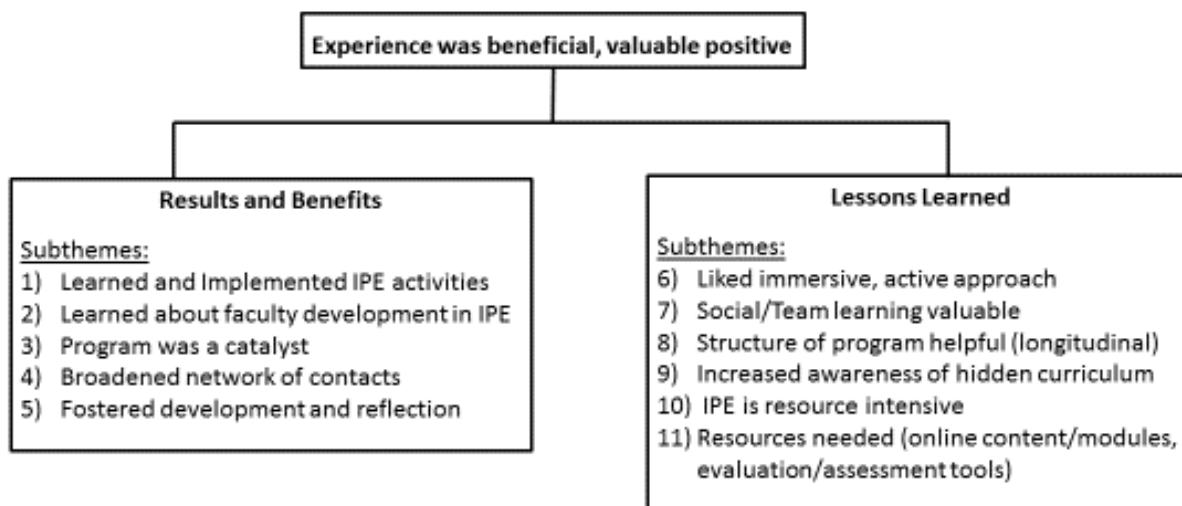 Experience was beneficial, valuable positive
Results and Benefits
Subthemes:
1) Learned and Implemented IPE activities
2) Learned about faculty development in IPE
3) Program was a catalyst
4) Broadened network of contacts
5) Fostered development and reflection
Lessons Learned
Subthemes:
6) Liked immersive, active approach
7) Social/Team learning valuable
8) Structure of program helpful (longitudinal)
9) Increased awareness of hidden curriculum
10) IPE is resource intensive
11) Resources needed (online content/modules,
evaluation/assessment tools)